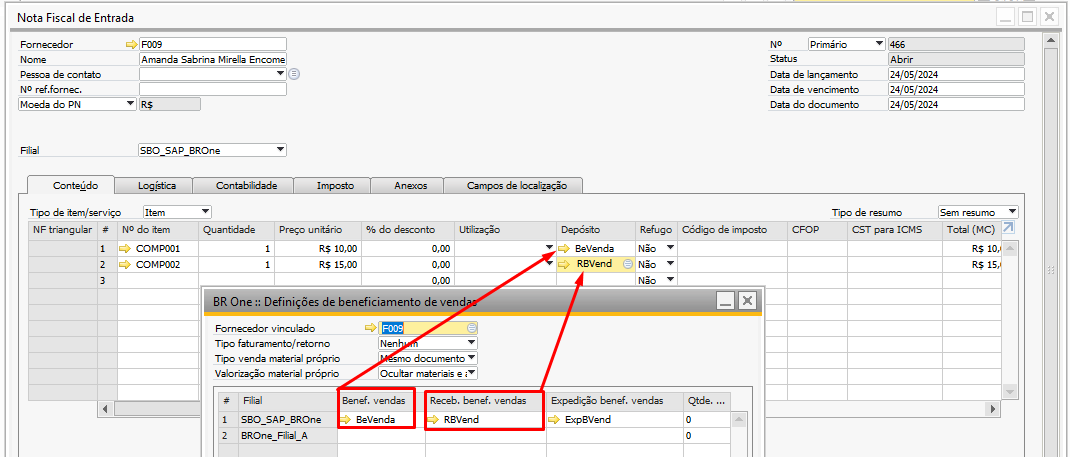 Nota Fiscal de Entrada
Fornecedor F009 Nº Primário 466
Nome Amanda Sabrina Mirella Encome Status Abrir
Pessoa de contato Data de lançamento 24/05/2024
Nº ref.fornec. Data de vencimento 24/05/2024
Moeda do PN R$ Data do documento 24/05/2024
Filial SBO_SAP_BROne
Conteúdo Logística Contabilidade Imposto Anexos Campos de localização
Tipo de item/serviço Item Tipo de resumo Sem resumo
NF triangular # Nº do item Quantidade Preço unitário % do desconto Utilização Depósito Refugo Código de imposto CFOP CST para ICMS Total (MC)
1 COMP001 1 R$ 10,00 0,00 BeVenda Não R$ 10,
2 COMP002 1 R$ 15,00 0,00 RBVend Não R$ 15,
3 0,00 Não
BR One :: Definições de beneficiamento de vendas
Fornecedor vinculado F009
Tipo faturamento/retorno Nenhum
Tipo venda material próprio Mesmo documento
Valorização material próprio Ocultar materiais e
# Filial Benef. vendas Receb. benef. vendas Expedição benef. vendas Qtde. ...
1 SBO_SAP_BROne BeVenda RBVend ExpBVend 0
2 BROne_Filial_A 0